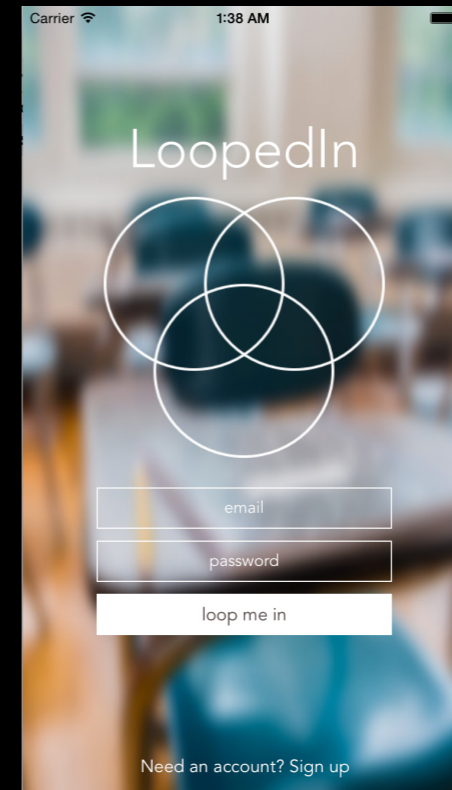 Carrier 1:38 AM
LoopedIn
email
password
loop me in
Need an account? Sign up